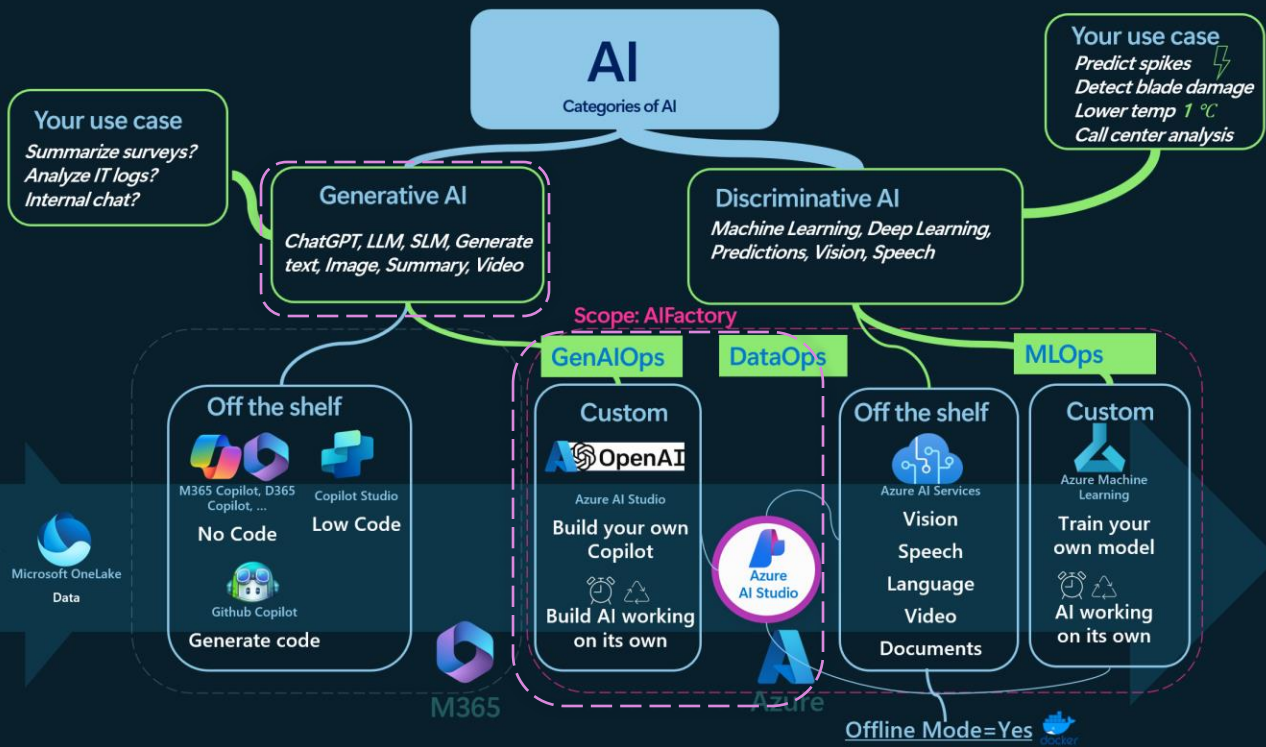 AI
Categories of AI
Your use case
Summarize surveys?
Analyze IT logs?
Internal chat?
Your use case
Predict spikes
Detect blade damage
Lower temp 1 °C
Call center analysis
Generative AI
ChatGPT, LLM, SLM, Generate
text, Image, Summary, Video
Discriminative AI
Machine Learning, Deep Learning,
Predictions, Vision, Speech
Scope: AIFactory
GenAIOps
DataOps
MLOps
Off the shelf
M365 Copilot, D365
Copilot, ...
No Code
Copilot Studio
Low Code
Github Copilot
Generate code
Custom
OpenAI
Azure AI Studio
Build your own
Copilot
Build AI working
on its own
Azure
AI Studio
Off the shelf
Azure AI Services
Vision
Speech
Language
Video
Documents
Custom
Azure Machine
Learning
Train your
own model
AI working
on its own
Microsoft OneLake
Data
M365
Azure
Offline Mode=Yes
docker